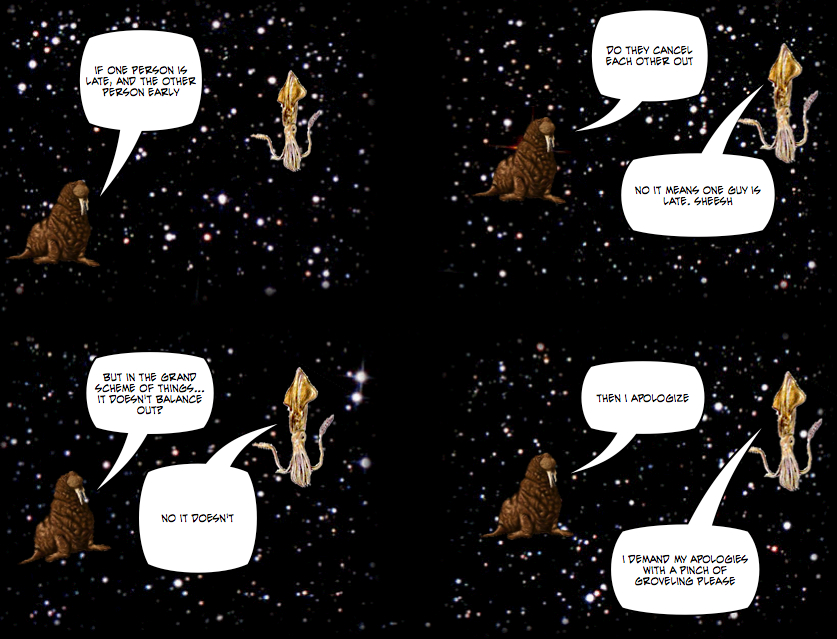 IF ONE PERSON IS
LATE, AND THE OTHER
PERSON EARLY
DO THEY CANCEL
EACH OTHER OUT
NO IT MEANS ONE GUY IS
LATE. SHEESH
BUT IN THE GRAND
SCHEME OF THINGS...
IT DOESN'T BALANCE
OUT?
NO IT DOESN'T
THEN I APOLOGIZE
I DEMAND MY APOLOGIES
WITH A PINCH OF
GROVELING PLEASE